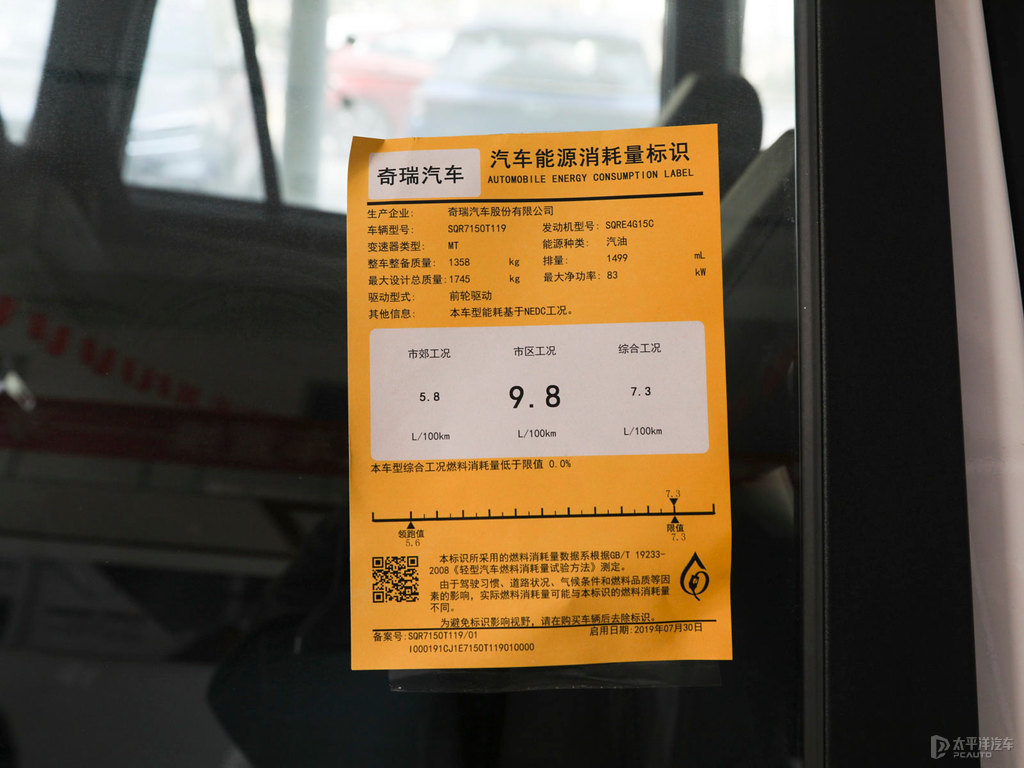 奇瑞汽车
汽车能源消耗量标识
AUTOMOBILE ENERGY CONSUMPTION LABEL
生产企业: 奇瑞汽车股份有限公司
车辆型号: SQR7150T119 发动机型号: SQRE4G15C
变速器类型: MT 能源种类: 汽油
整车整备质量: 1358 kg 排量: 1499 mL
最大设计总质量: 1745 kg 最大净功率: 83 kW
驱动型式: 前轮驱动
其他信息: 本车型能耗基于NEDC工况。
市郊工况 市区工况 综合工况
5.8 9.8 7.3
L/100km L/100km L/100km
本车型综合工况燃料消耗量低于限值 0.0%
7.3
领跑值 限值
5.6 7.3
本标识所采用的燃料消耗量数据系根据GB/T 19233-
2008《轻型汽车燃料消耗量试验方法》测定。
由于驾驶习惯、道路状况、气候条件和燃料品质等因
素的影响，实际燃料消耗量可能与本标识的燃料消耗量
不同。
为避免标识影响视野，请在购买车辆后去除标识。
备案号: SQR7150T119/01 启用日期: 2019年07月30日
I000191CJ1E7150T119010000
太平洋汽车
PCAUTO